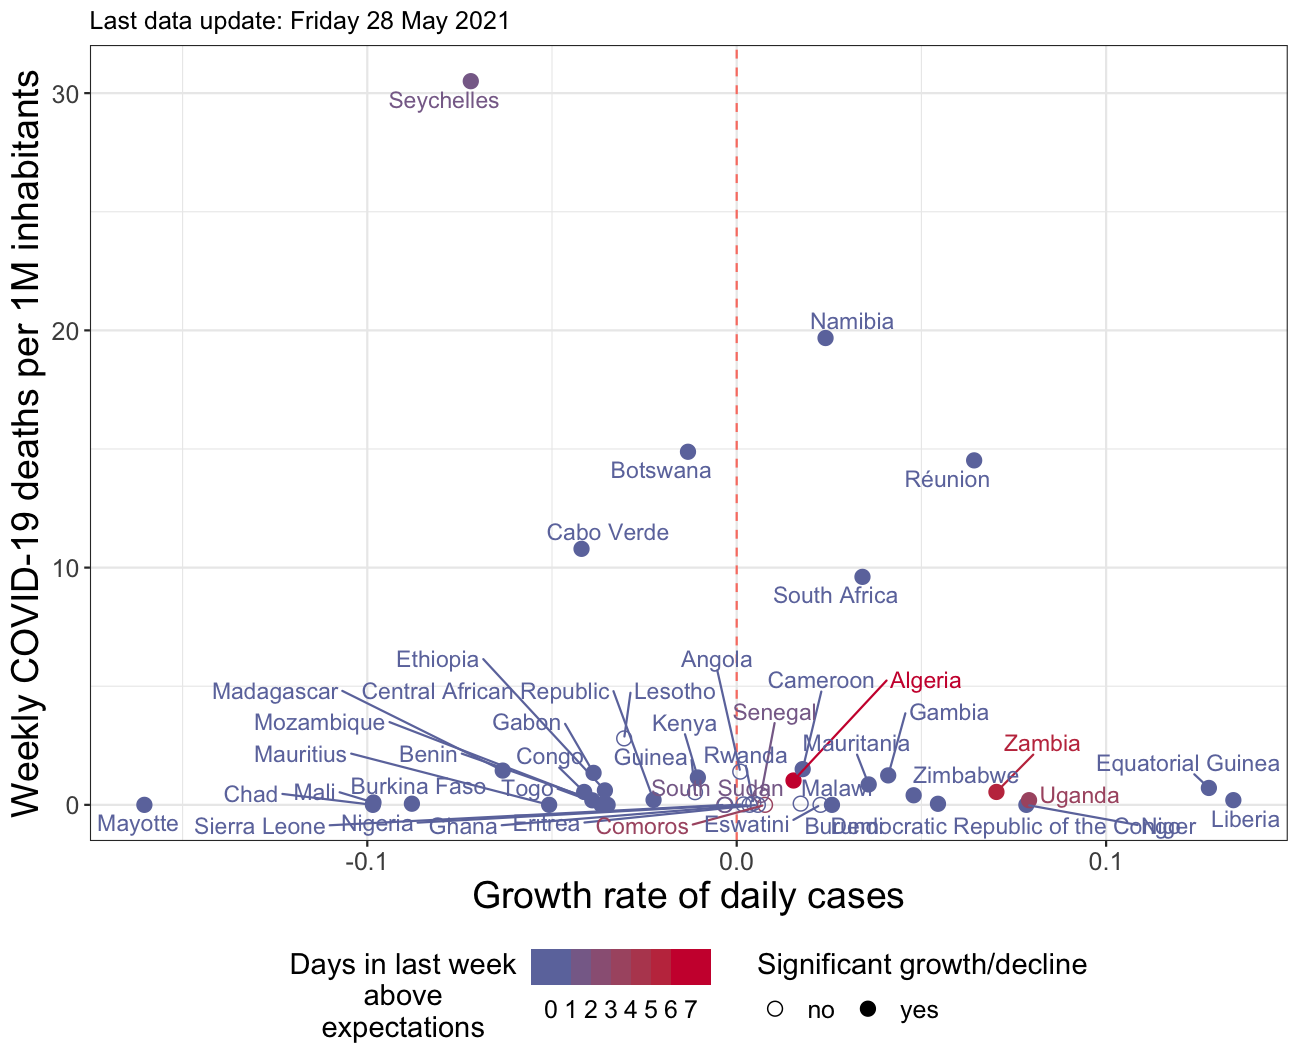 Last data update: Friday 28 May 2021
Weekly COVID-19 deaths per 1M inhabitants
30
20
10
0
Seychelles
Namibia
Botswana
Réunion
Cabo Verde
South Africa
Ethiopia
Angola
Madagascar
Central African Republic
Lesotho
Cameroon
Algeria
Mozambique
Gabon
Kenya
Senegal
Gambia
Mauritius
Benin
Congo
Guinea
Rwanda
Mauritania
Zambia
Equatorial Guinea
Chad
Mali
Burkina Faso
Togo
South Sudan
Malawi
Zimbabwe
Uganda
Mayotte
Sierra Leone
Nigeria
Ghana
Eritrea
Comoros
Eswatini
Burundi
Democratic Republic of the Congo
Niger
Liberia
-0.1
0.0
0.1
Growth rate of daily cases
Days in last week
above
expectations
0 1 2 3 4 5 6 7
Significant growth/decline
no
yes